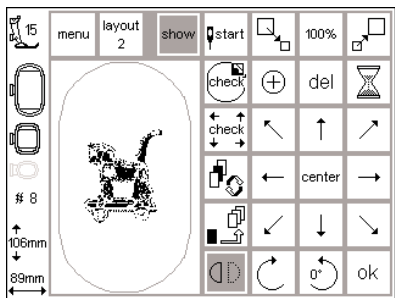 15
menu
layout
2
show
start
100%
check
del
check
center
# 8
106mm
89mm
0°
ok